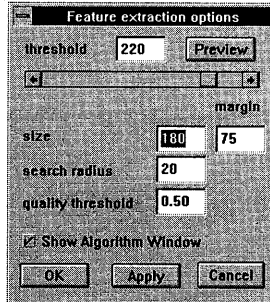 Feature extraction options
threshold 220 Preview
margin
size 180 75
search radius 20
quality threshold 0.50
Show Algorithm Window
OK Apply Cancel